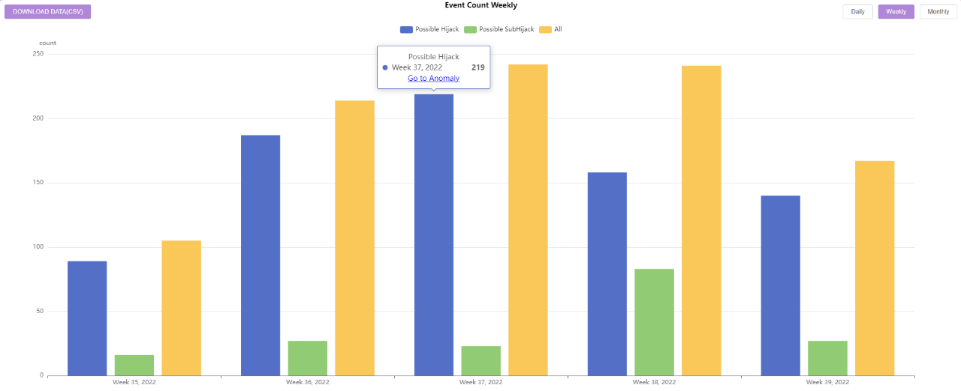 DOWNLOAD DATA(CSV)
Event Count Weekly
Daily
Weekly
Monthly
Possible Hijack
Possible SubHijack
All
count
250
200
150
100
50
0
Possible Hijack
Week 37, 2022 219
Go to Anomaly
Week 35, 2022
Week 36, 2022
Week 37, 2022
Week 38, 2022
Week 39, 2022